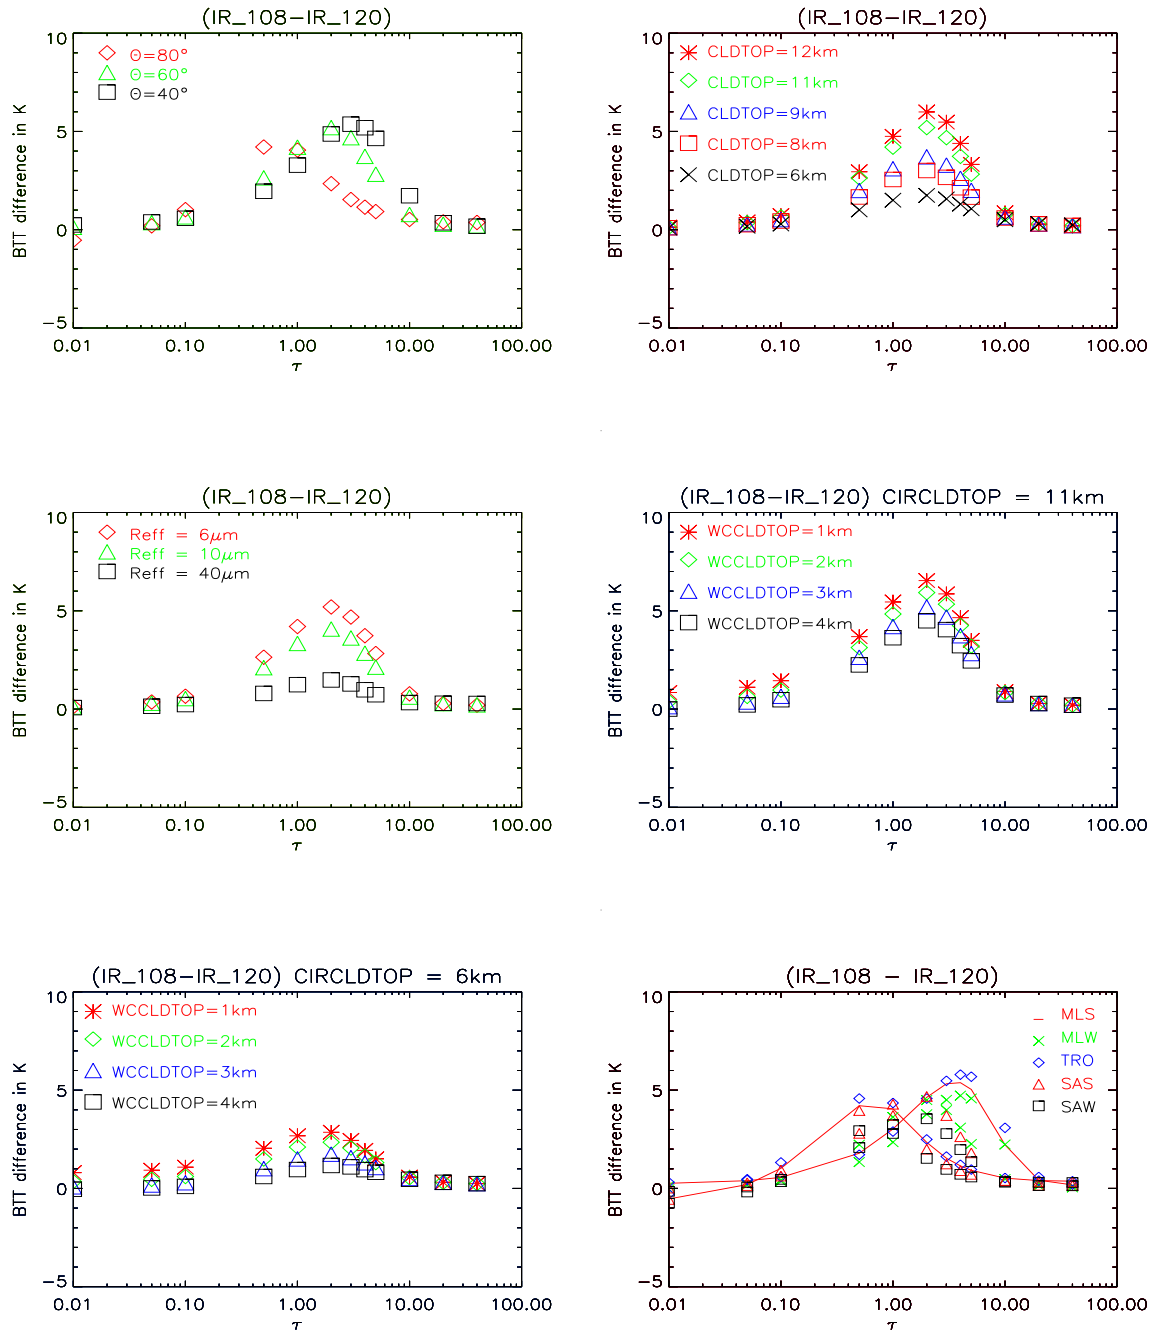 (IR_108−IR_120)
10
5
0
−5
BTT difference in K
Θ=80°
Θ=60°
Θ=40°
0.01
0.10
1.00
10.00
100.00
τ
(IR_108−IR_120)
10
5
0
−5
BTT difference in K
CLDTOP=12km
CLDTOP=11km
CLDTOP=9km
CLDTOP=8km
CLDTOP=6km
0.01
0.10
1.00
10.00
100.00
τ
(IR_108−IR_120)
10
5
0
−5
BTT difference in K
Reff = 6μm
Reff = 10μm
Reff = 40μm
0.01
0.10
1.00
10.00
100.00
τ
(IR_108−IR_120) CIRCLDTOP = 11km
10
5
0
−5
BTT difference in K
WCCLDTOP=1km
WCCLDTOP=2km
WCCLDTOP=3km
WCCLDTOP=4km
0.01
0.10
1.00
10.00
100.00
τ
(IR_108−IR_120) CIRCLDTOP = 6km
10
5
0
−5
BTT difference in K
WCCLDTOP=1km
WCCLDTOP=2km
WCCLDTOP=3km
WCCLDTOP=4km
0.01
0.10
1.00
10.00
100.00
τ
(IR_108 − IR_120)
10
5
0
−5
BTT difference in K
MLS
MLW
TRO
SAS
SAW
0.01
0.10
1.00
10.00
100.00
τ